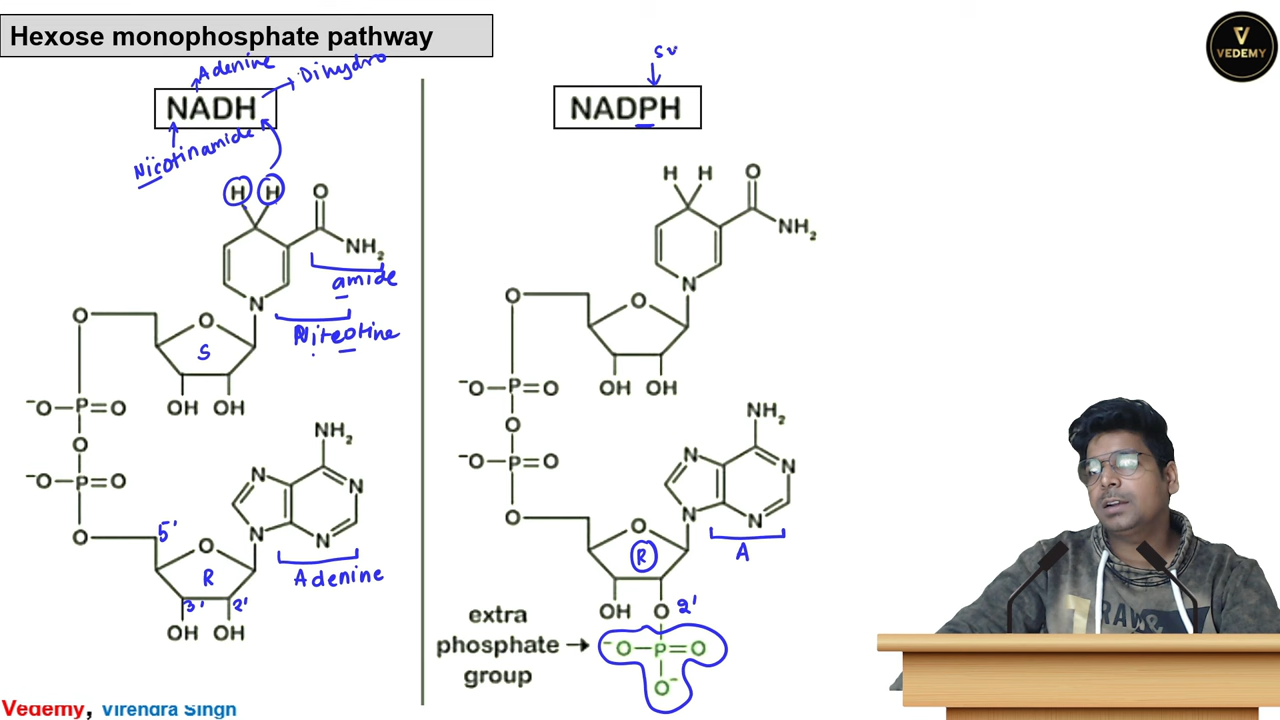 Hexose monophosphate pathway
V
VEDEMY
Adenine
Dihydro
NADH
Nicotinamide
H H O
NH2
amide
N
Niteotine
O
O
S
-O-P=O
OH OH
O
NH2
-O-P=O
N
N
O
5'
O
N
N
R
Adenine
3' 2'
OH OH
NADPH
H H O
NH2
N
O
O
-O-P=O
OH OH
O
NH2
-O-P=O
N
N
O
O
N
N
R
A
OH
O
2'
extra
phosphate →
group
-O-P=O
O-
Vedemy, Virendra Singh